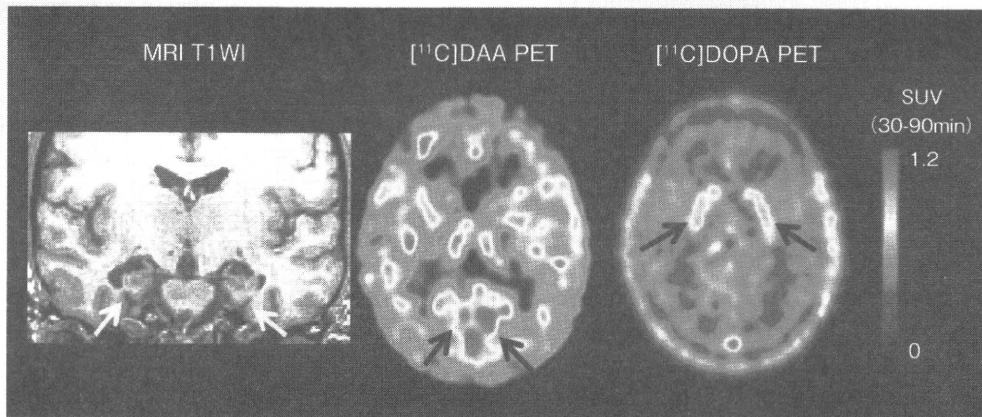 MRI T1WI
[¹¹C]DAA PET
[¹¹C]DOPA PET
SUV
(30-90min)
1.2
0